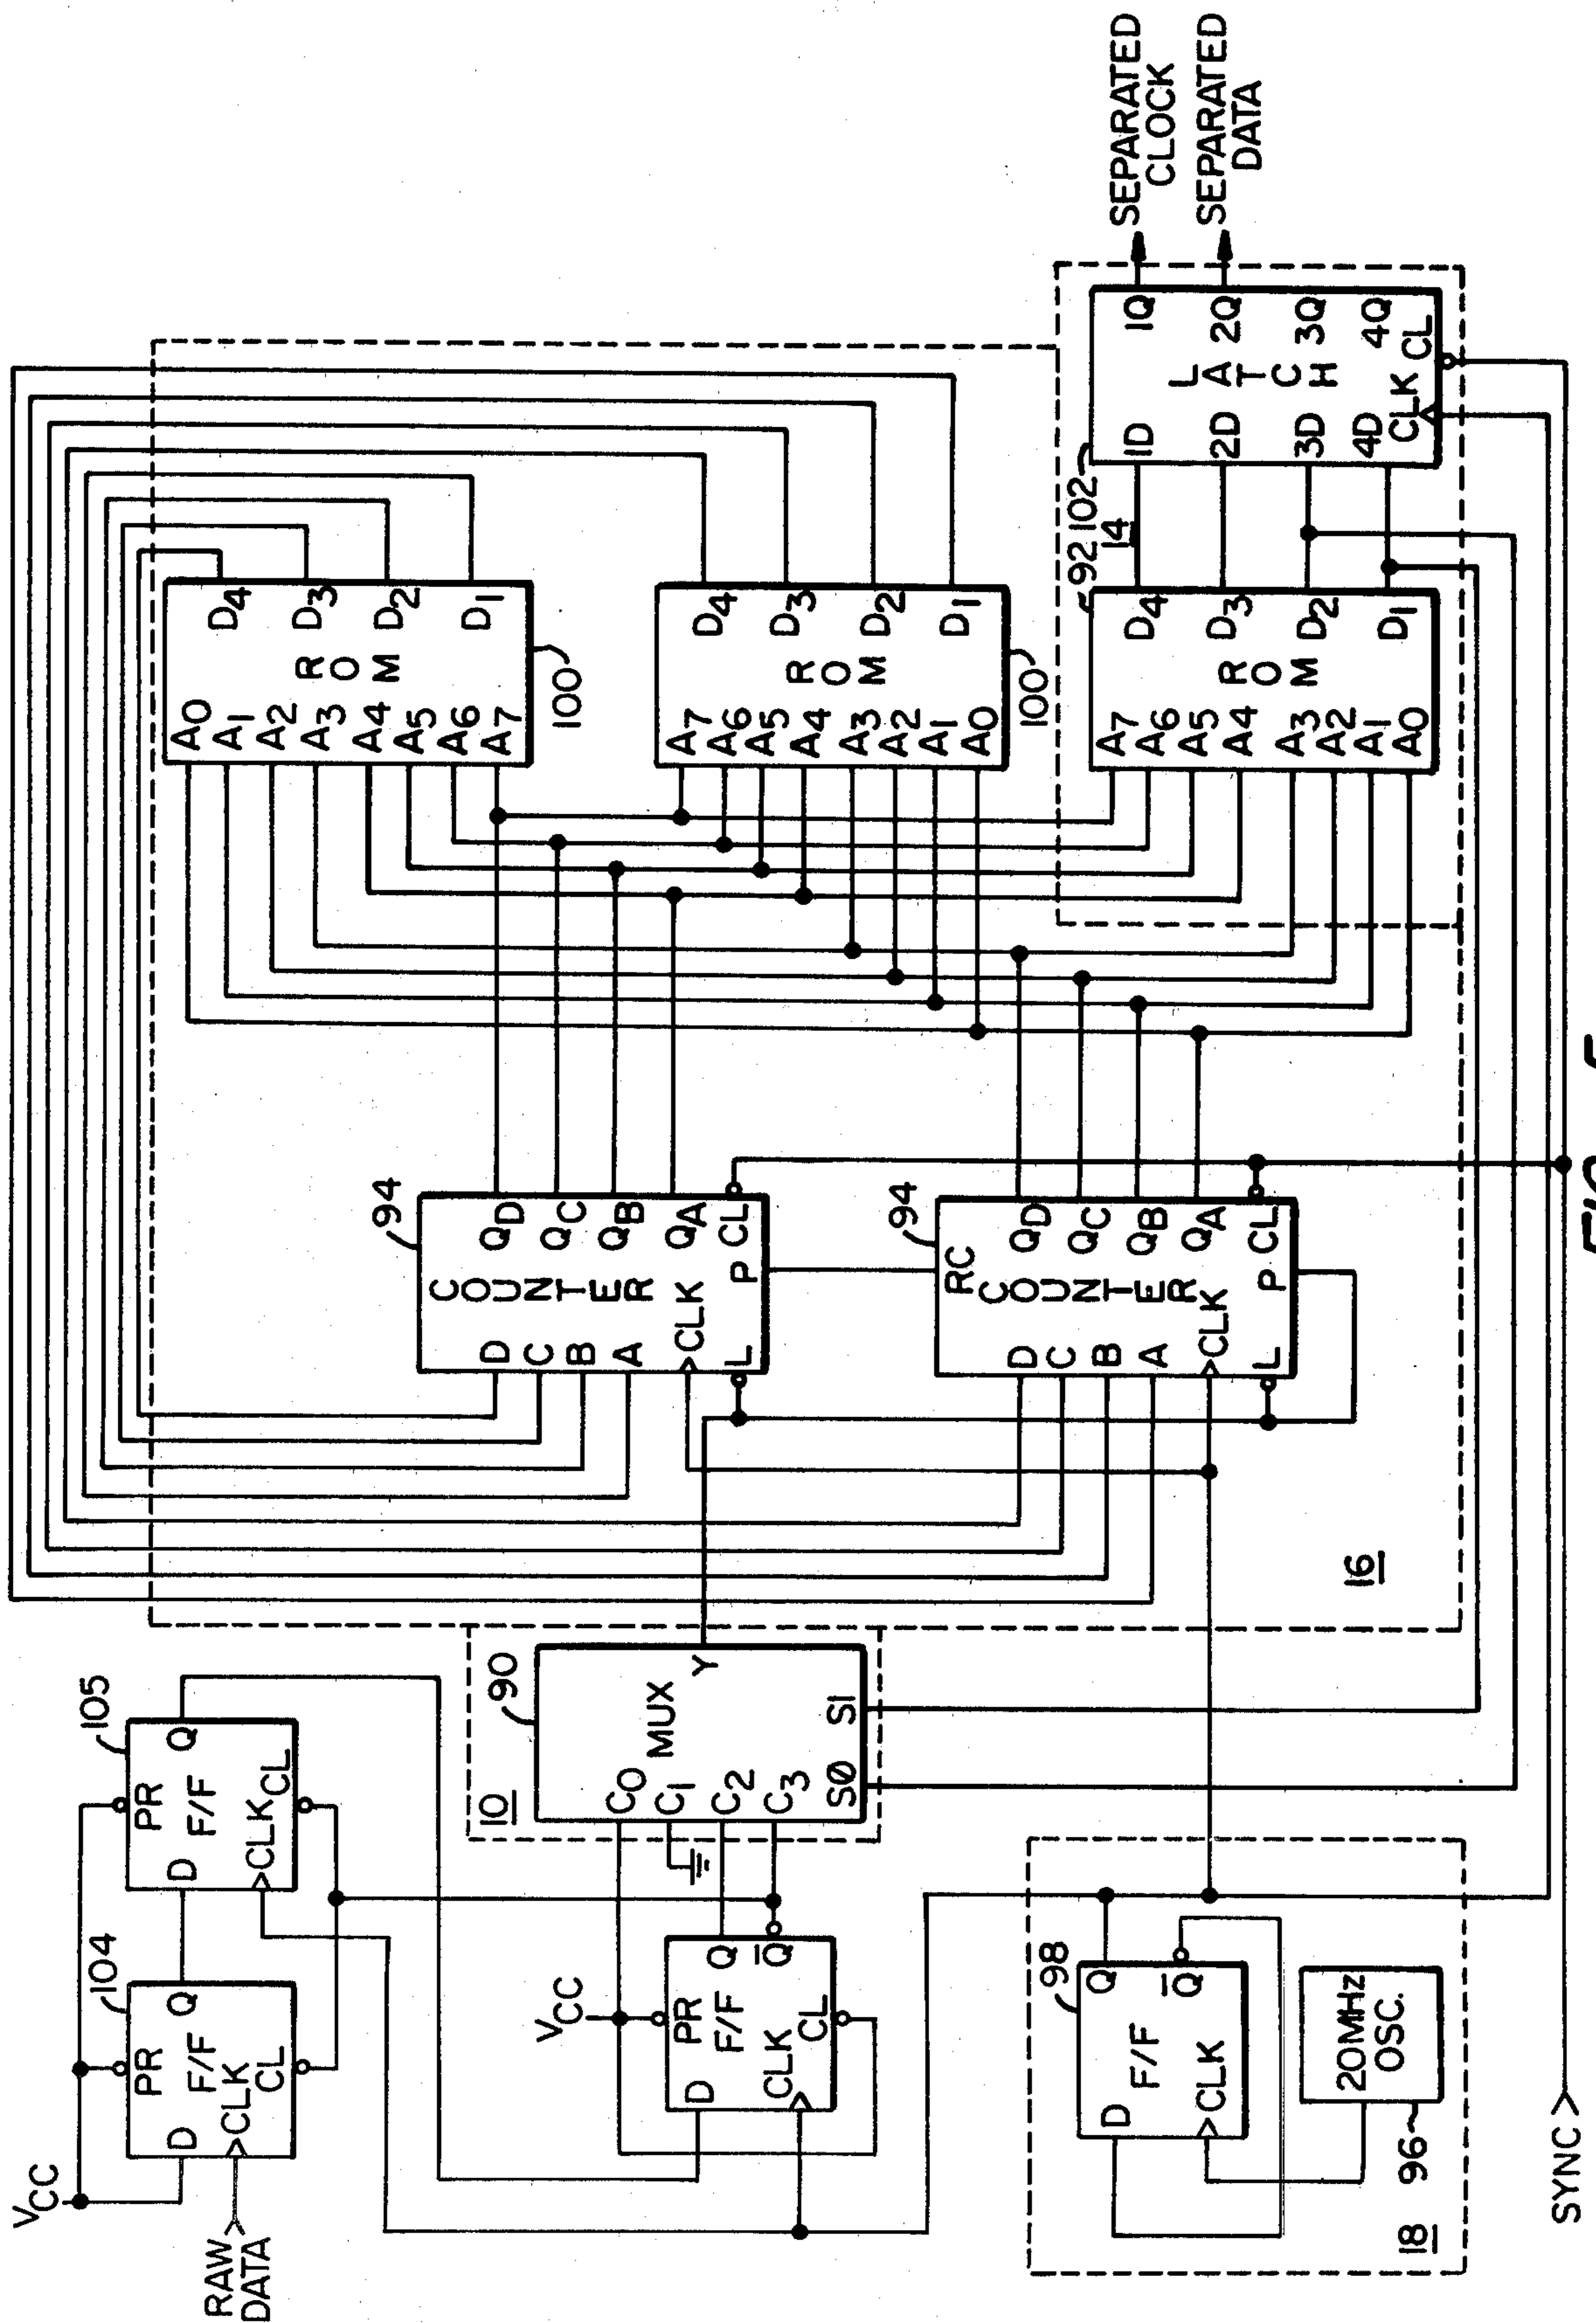 VCC
RAW
DATA
104
PR
D
Q
F/F
CLK
CL
105
PR
D
Q
F/F
CLK
CL
VCC
PR
D
Q
F/F
Q̅
CLK
CL
10
90
C0
C1
C2
C3
MUX
Y
S0
S1
98
D
Q
F/F
Q̅
CLK
20MHz
OSC.
96
18
SYNC
16
94
COUNTER
D
C
B
A
CLK
L
QD
QC
QB
QA
CL
P
94
RC
COUNTER
D
C
B
A
CLK
L
QD
QC
QB
QA
CL
P
A0
A1
A2
A3
A4
A5
A6
A7
ROM
D4
D3
D2
D1
100
A7
A6
A5
A4
A3
A2
A1
A0
ROM
D4
D3
D2
D1
100
92
A7
A6
A5
A4
A3
A2
A1
A0
ROM
D4
D3
D2
D1
102
14
1D
2D
3D
4D
LATCH
1Q
2Q
3Q
4Q
CLK
CL
SEPARATED
CLOCK
SEPARATED
DATA